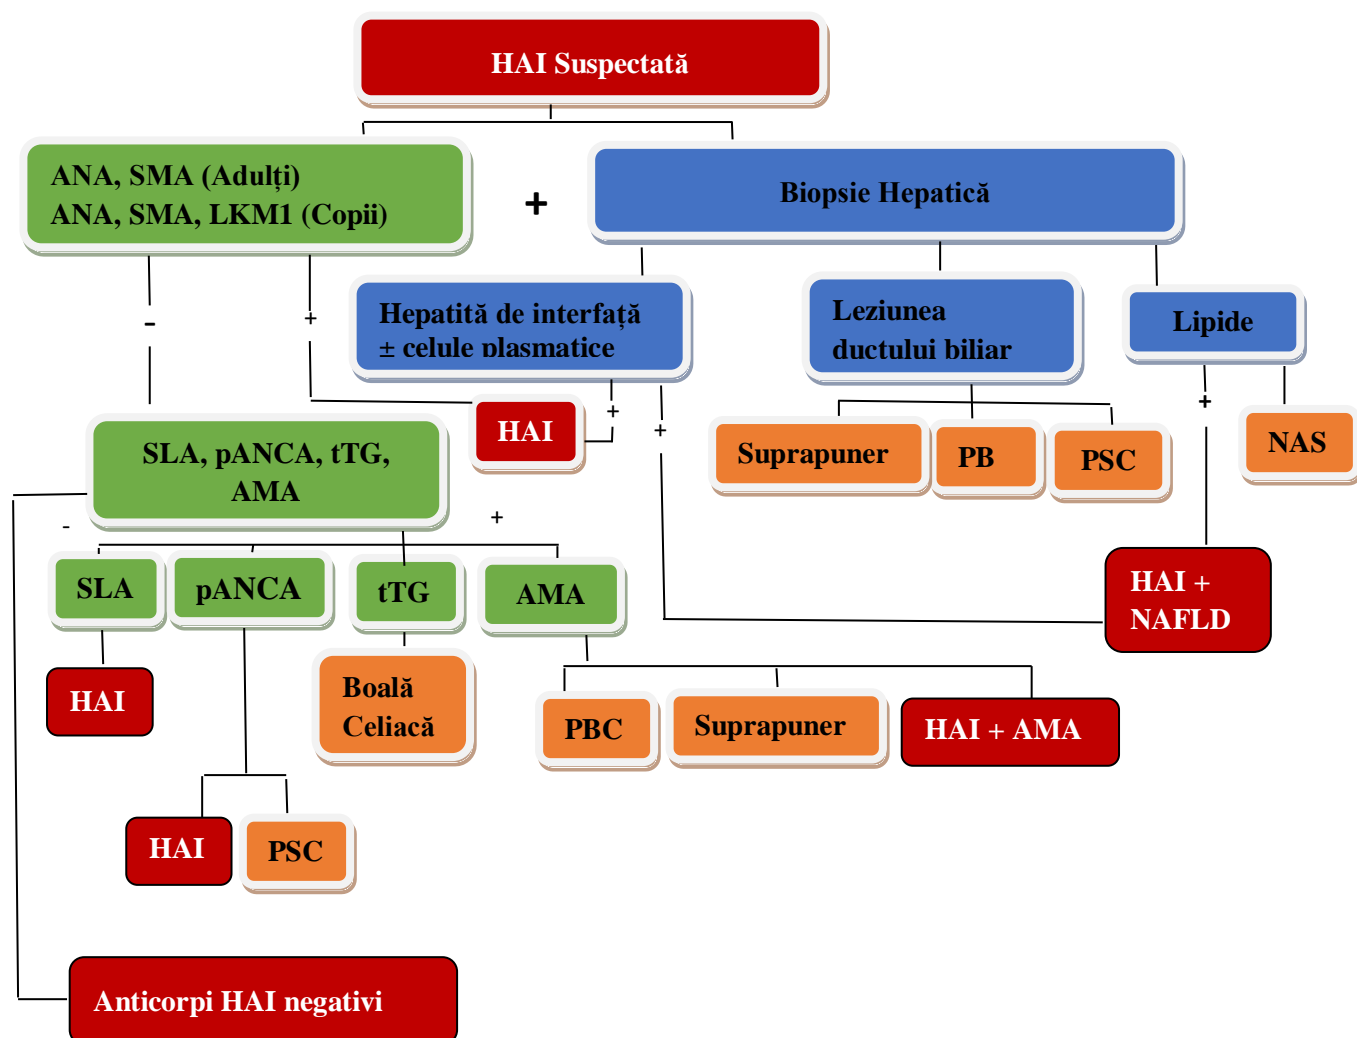 HAI Suspectată
ANA, SMA (Adulți)
ANA, SMA, LKM1 (Copii)
+
Biopsie Hepatică
-
+
Hepatită de interfață
± celule plasmatice
Leziunea
ductului biliar
Lipide
+
+
+
HAI
Suprapuner
PB
PSC
NAS
SLA, pANCA, tTG,
AMA
-
+
SLA
pANCA
tTG
AMA
HAI +
NAFLD
HAI
Boală
Celiacă
PBC
Suprapuner
HAI + AMA
HAI
PSC
Anticorpi HAI negativi